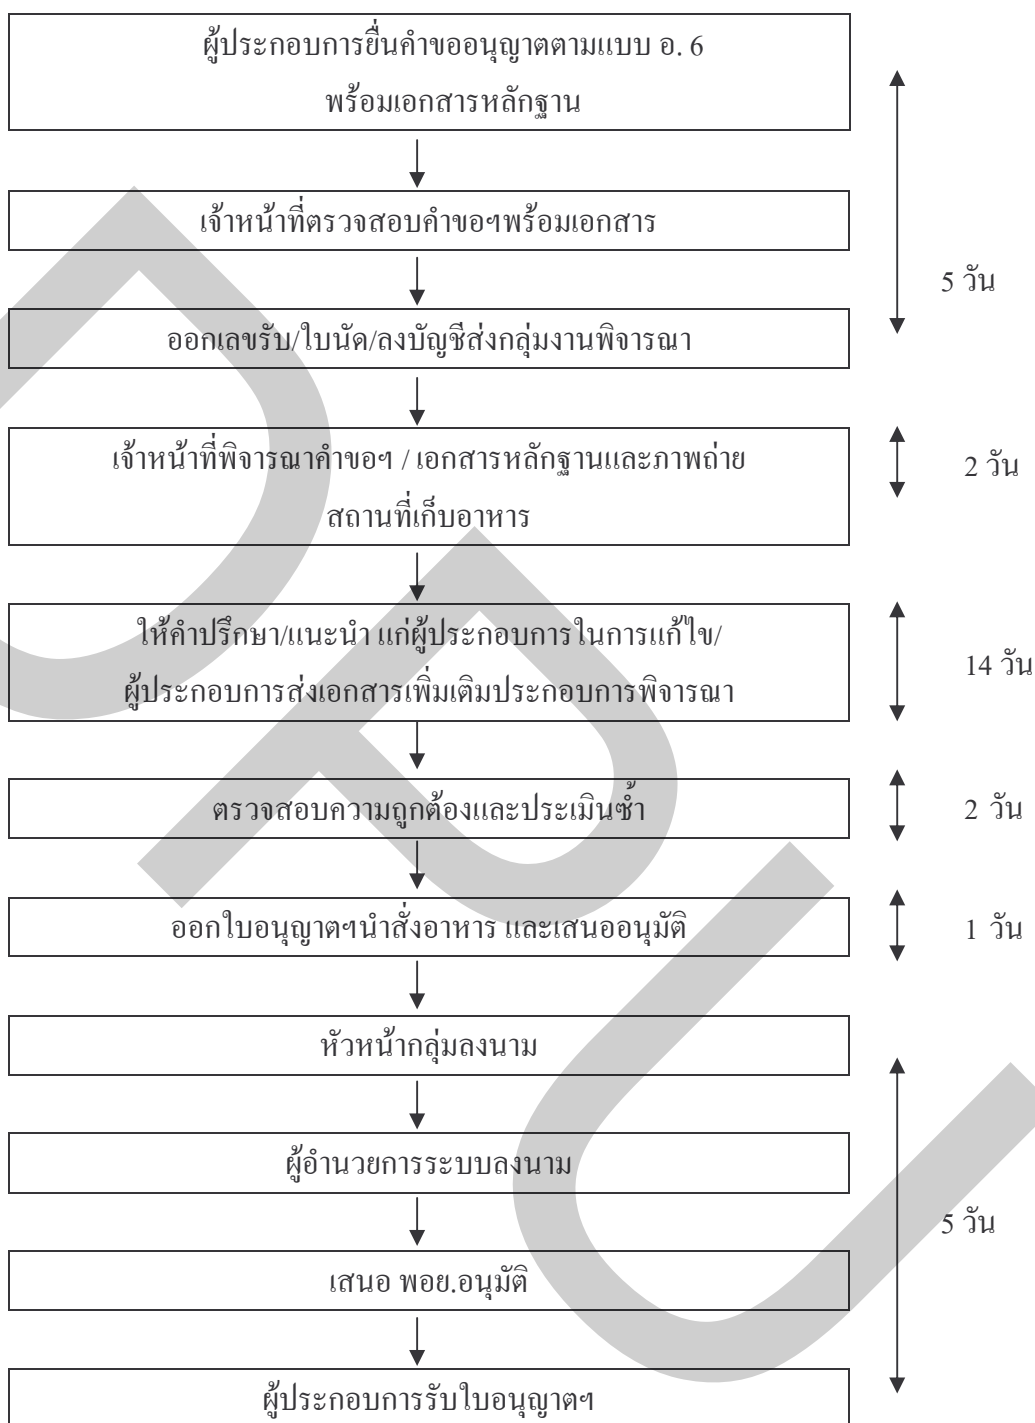 ผู้ประกอบการยื่นคำขออนุญาตตามแบบ อ. 6
พร้อมเอกสารหลักฐาน
เจ้าหน้าที่ตรวจสอบคำขอฯพร้อมเอกสาร
5 วัน
ออกเลขรับ/ใบนัด/ลงบัญชีส่งกลุ่มงานพิจารณา
เจ้าหน้าที่พิจารณาคำขอฯ / เอกสารหลักฐานและภาพถ่าย
2 วัน
สถานที่เก็บอาหาร
ให้คำปรึกษา/แนะนำ แก่ผู้ประกอบการในการแก้ไข/
14 วัน
ผู้ประกอบการส่งเอกสารเพิ่มเติมประกอบการพิจารณา
ตรวจสอบความถูกต้องและประเมินซ้ำ
2 วัน
ออกใบอนุญาตฯนำสั่งอาหาร และเสนออนุมัติ
1 วัน
หัวหน้ากลุ่มลงนาม
ผู้อำนวยการระบบลงนาม
5 วัน
เสนอ พอย.อนุมัติ
ผู้ประกอบการรับใบอนุญาตฯ
DPU